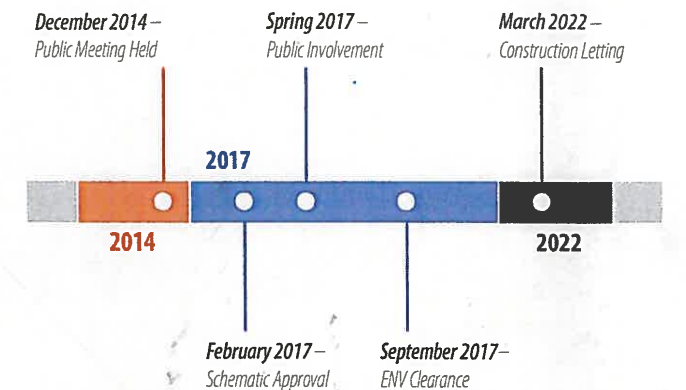 December 2014 –
Public Meeting Held
Spring 2017 –
Public Involvement
March 2022 –
Construction Letting
2017
2014
2022
February 2017 –
Schematic Approval
September 2017 –
ENV Clearance